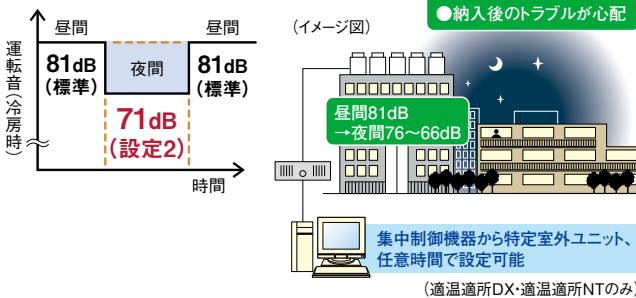 ●納入後のトラブルが心配
昼間
昼間
(イメージ図)
運転音(冷房時)
81dB
(標準)
夜間
81dB
(標準)
71dB
(設定2)
時間
昼間81dB
→夜間76～66dB
集中制御機器から特定室外ユニット、
任意時間で設定可能
(適温適所DX・適温適所NTのみ)